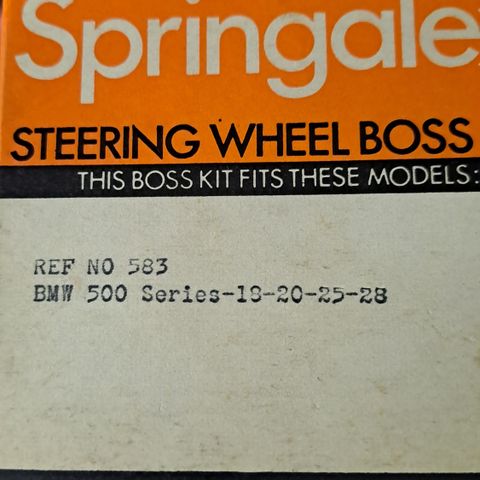 Springale
STEERING WHEEL BOSS
THIS BOSS KIT FITS THESE MODELS:
REF NO 583
BMW 500 Series-18-20-25-28